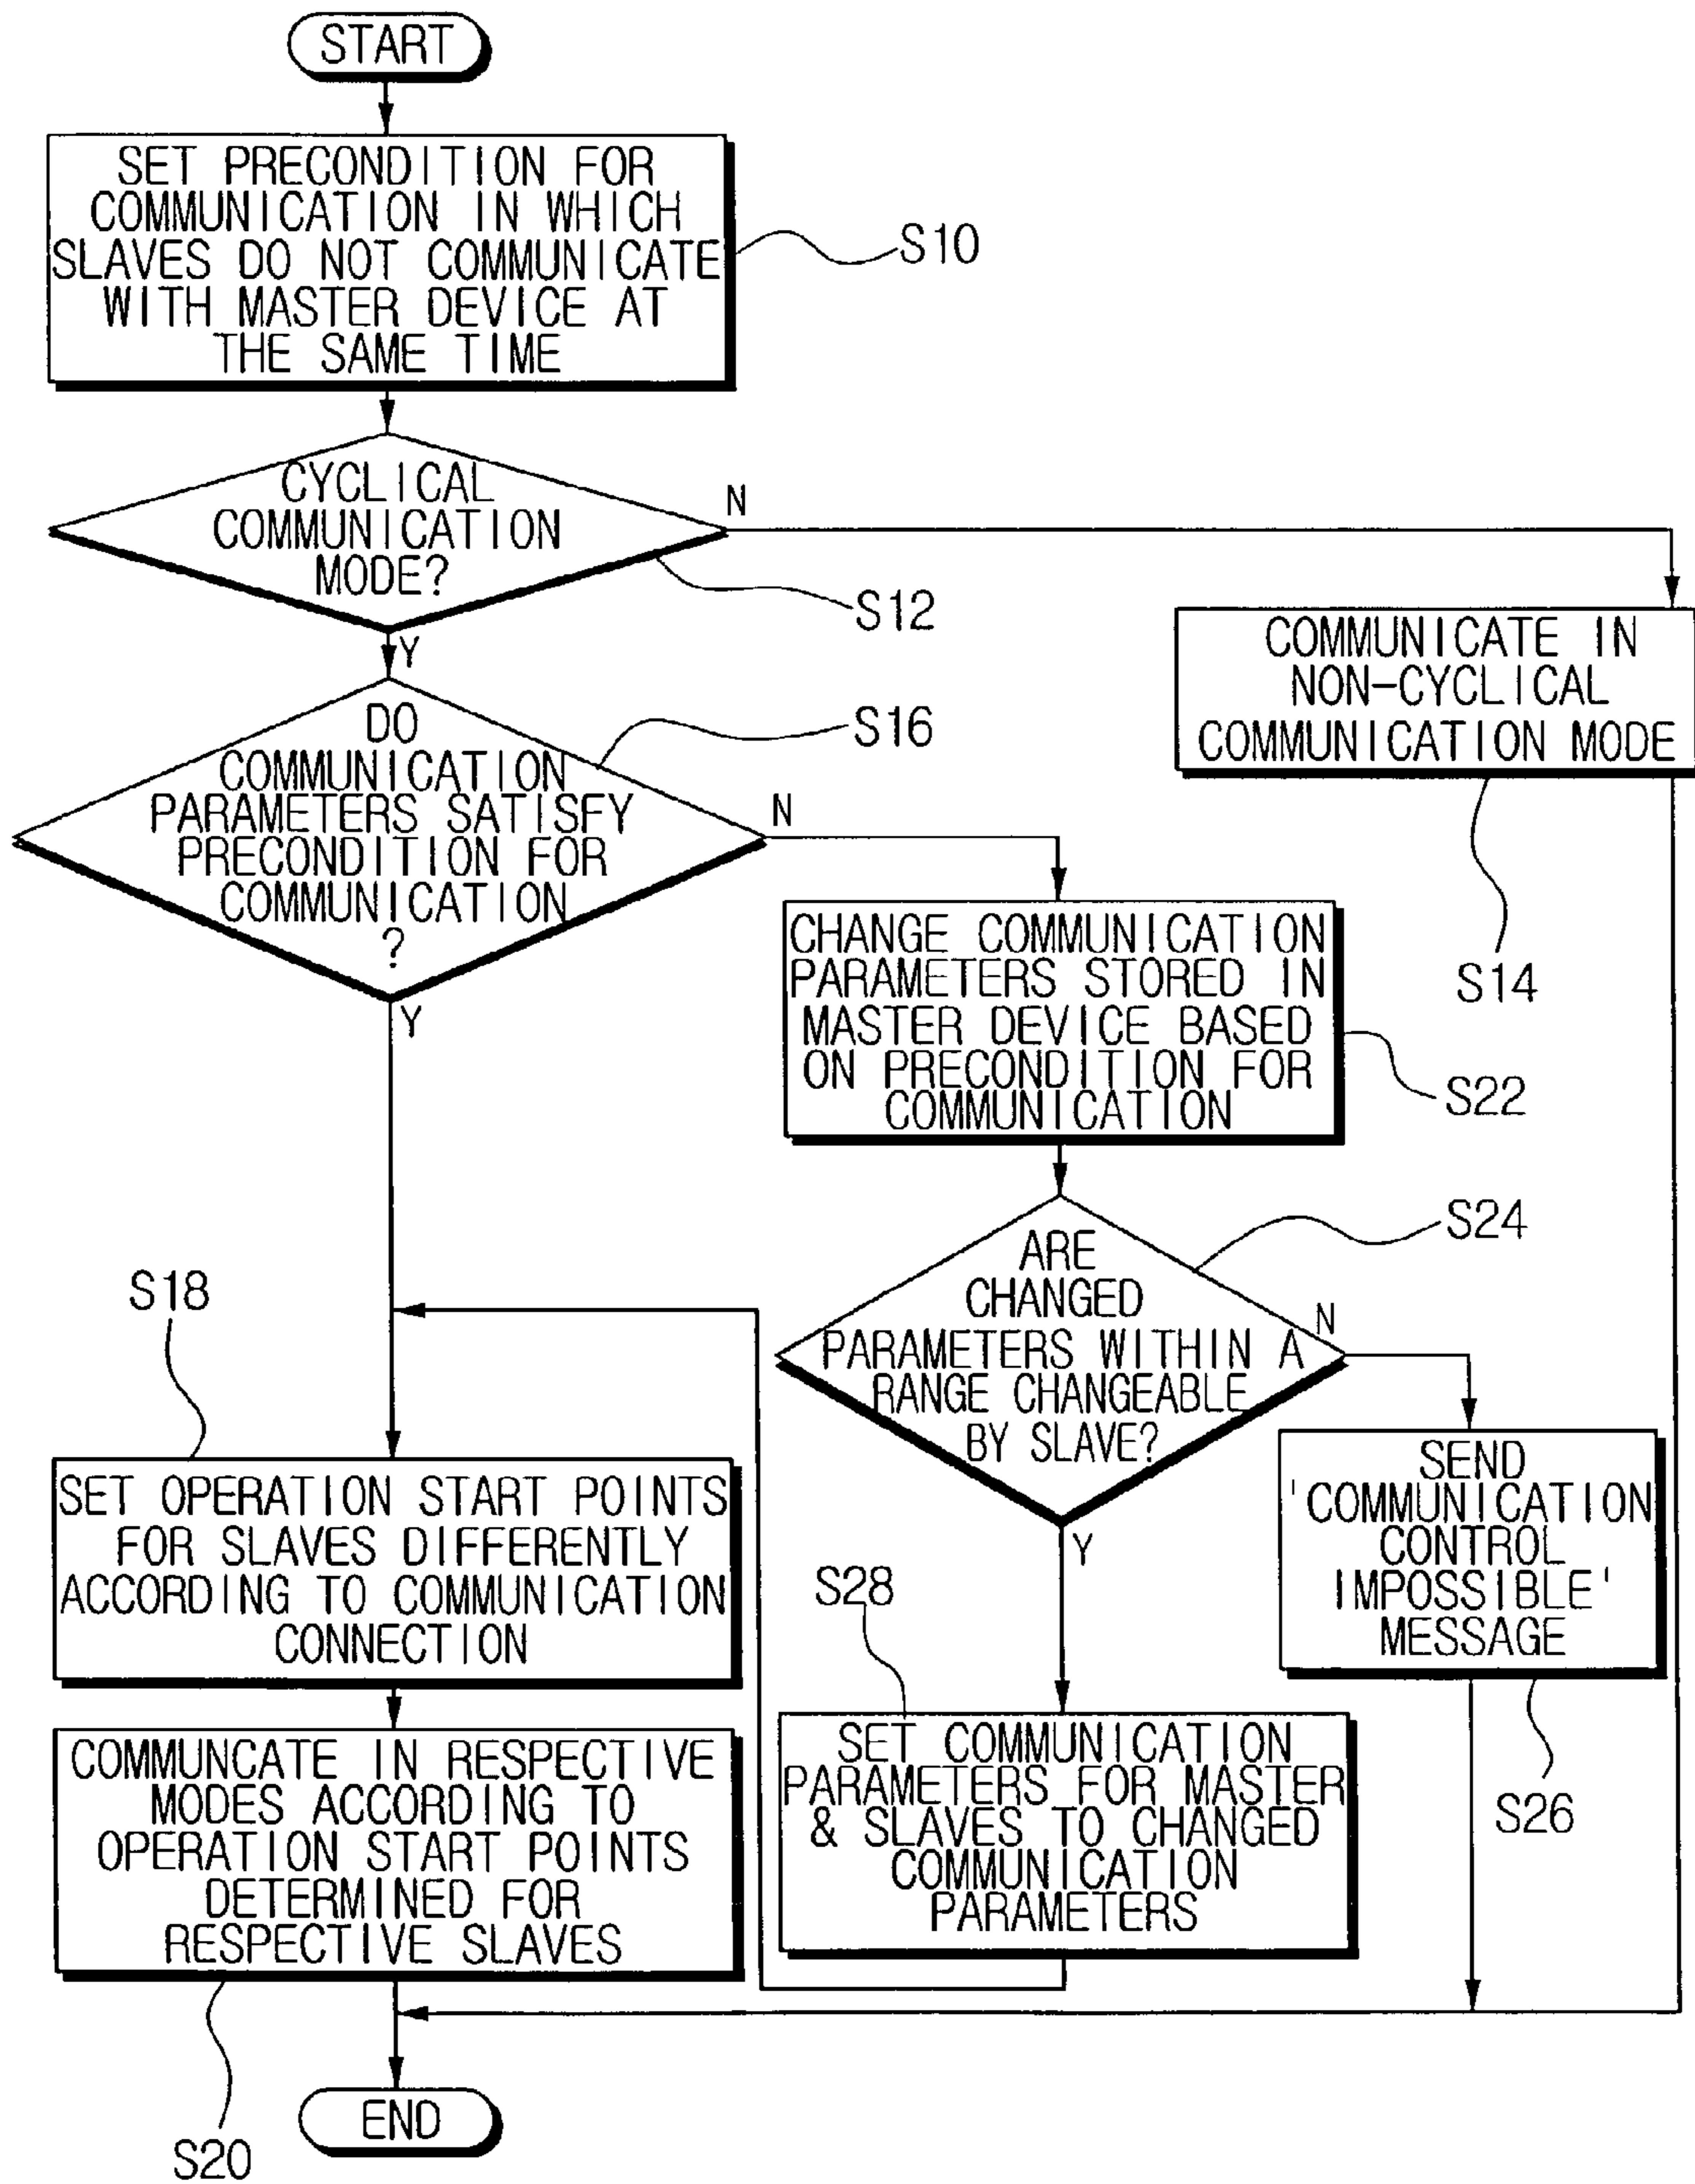 START
SET PRECONDITION FOR
COMMUNICATION IN WHICH
SLAVES DO NOT COMMUNICATE
WITH MASTER DEVICE AT
THE SAME TIME
S10
CYCLICAL
COMMUNICATION
MODE?
N
S12
Y
COMMUNICATE IN
NON-CYCLICAL
COMMUNICATION MODE
S14
DO
COMMUNICATION
PARAMETERS SATISFY
PRECONDITION FOR
COMMUNICATION
?
S16
N
Y
CHANGE COMMUNICATION
PARAMETERS STORED IN
MASTER DEVICE BASED
ON PRECONDITION FOR
COMMUNICATION
S22
S24
ARE
CHANGED
PARAMETERS WITHIN A
RANGE CHANGEABLE
BY SLAVE?
N
Y
S18
SET OPERATION START POINTS
FOR SLAVES DIFFERENTLY
ACCORDING TO COMMUNICATION
CONNECTION
SEND
'COMMUNICATION
CONTROL
IMPOSSIBLE'
MESSAGE
S26
S28
SET COMMUNICATION
PARAMETERS FOR MASTER
& SLAVES TO CHANGED
COMMUNICATION
PARAMETERS
COMMUNCATE IN RESPECTIVE
MODES ACCORDING TO
OPERATION START POINTS
DETERMINED FOR
RESPECTIVE SLAVES
S20
END